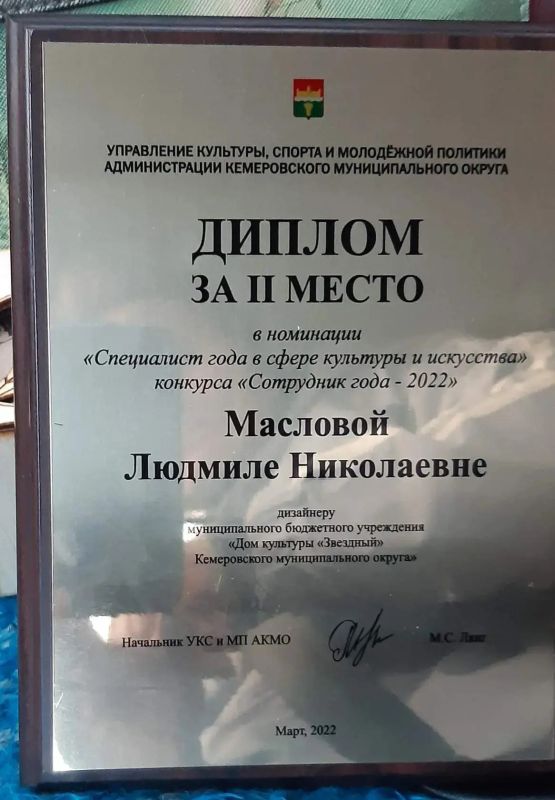 УПРАВЛЕНИЕ КУЛЬТУРЫ, СПОРТА И МОЛОДЁЖНОЙ ПОЛИТИКИ
АДМИНИСТРАЦИИ КЕМЕРОВСКОГО МУНИЦИПАЛЬНОГО ОКРУГА
ДИПЛОМ
ЗА II МЕСТО
в номинации
«Специалист года в сфере культуры и искусства»
конкурса «Сотрудник года - 2022»
Масловой
Людмиле Николаевне
дизайнеру
муниципального бюджетного учреждения
«Дом культуры «Звездный»
Кемеровского муниципального округа»
Начальник УКС и МП АКМО
М.С.
Март, 2022